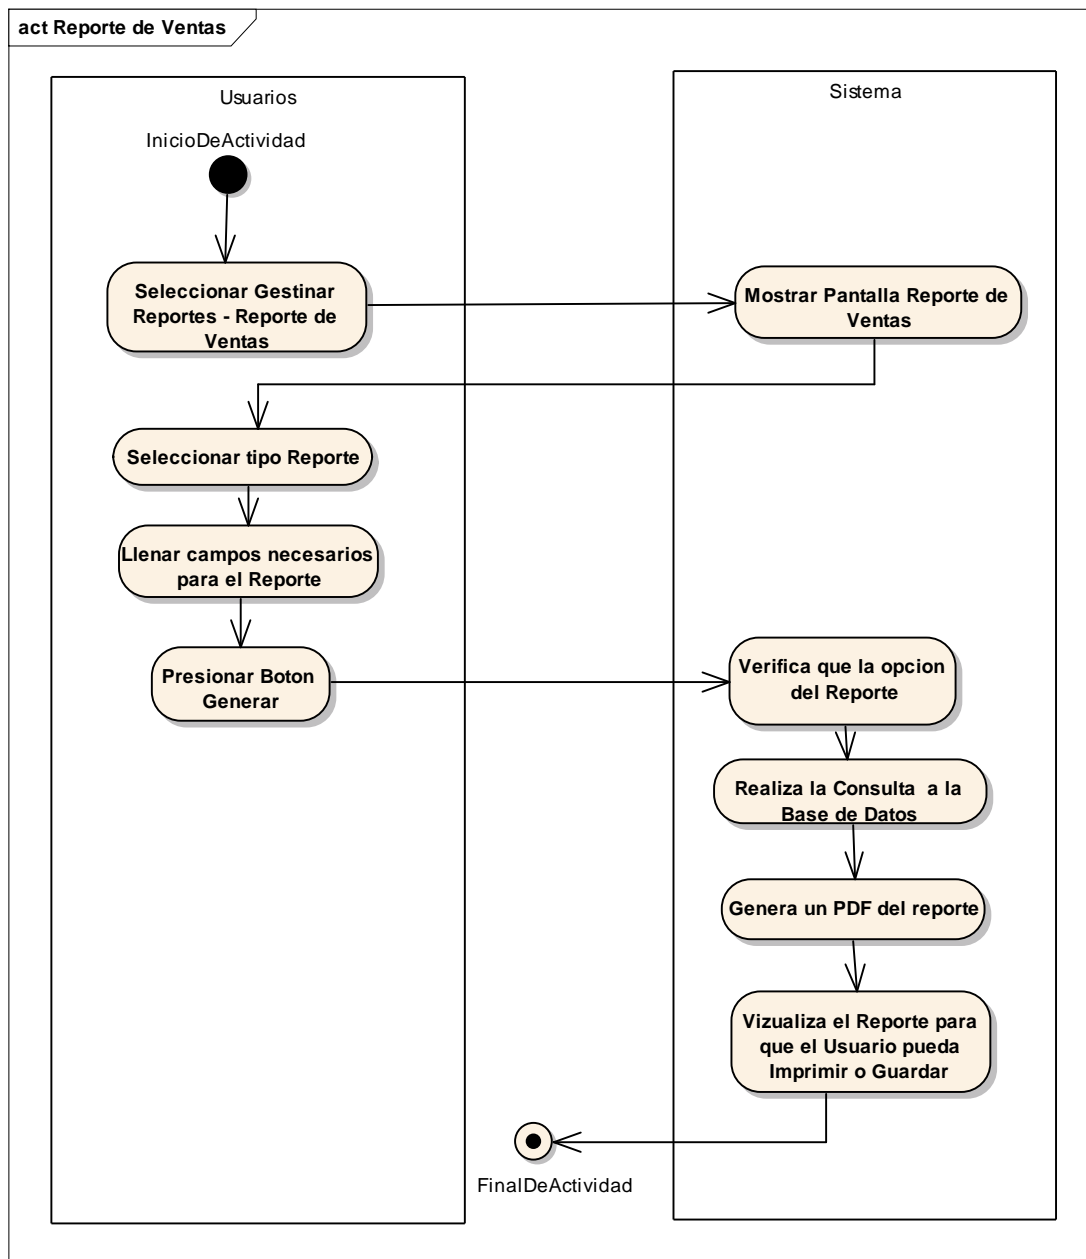 act Reporte de Ventas
Usuarios
Sistema
InicioDeActividad
Seleccionar Gestinar
Reportes - Reporte de
Ventas
Mostrar Pantalla Reporte de
Ventas
Seleccionar tipo Reporte
Llenar campos necesarios
para el Reporte
Presionar Boton
Generar
Verifica que la opcion
del Reporte
Realiza la Consulta  a la
Base de Datos
Genera un PDF del reporte
Vizualiza el Reporte para
que el Usuario pueda
Imprimir o Guardar
FinalDeActividad